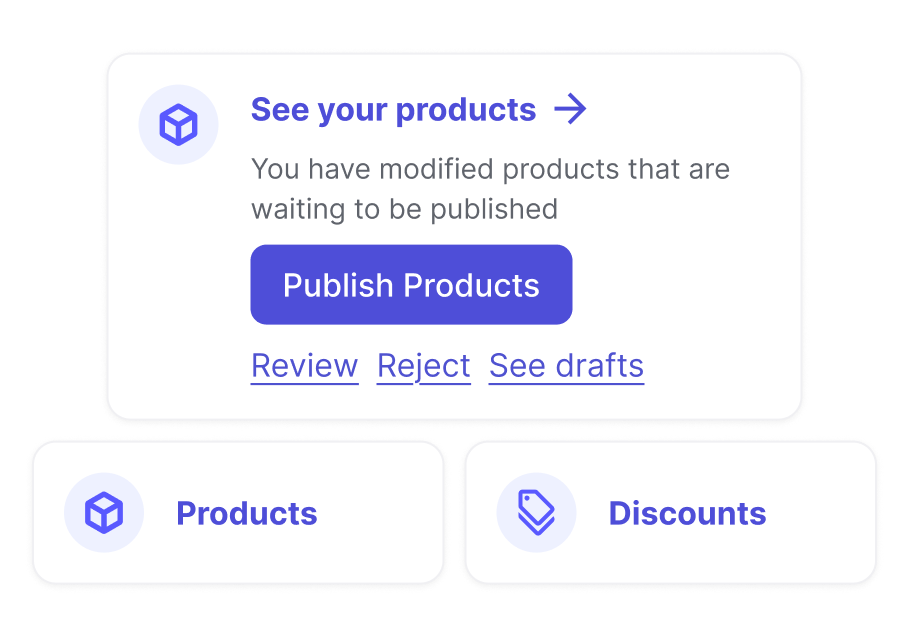 See your products
You have modified products that are
waiting to be published
Publish Products
Review Reject See drafts
Products
Discounts